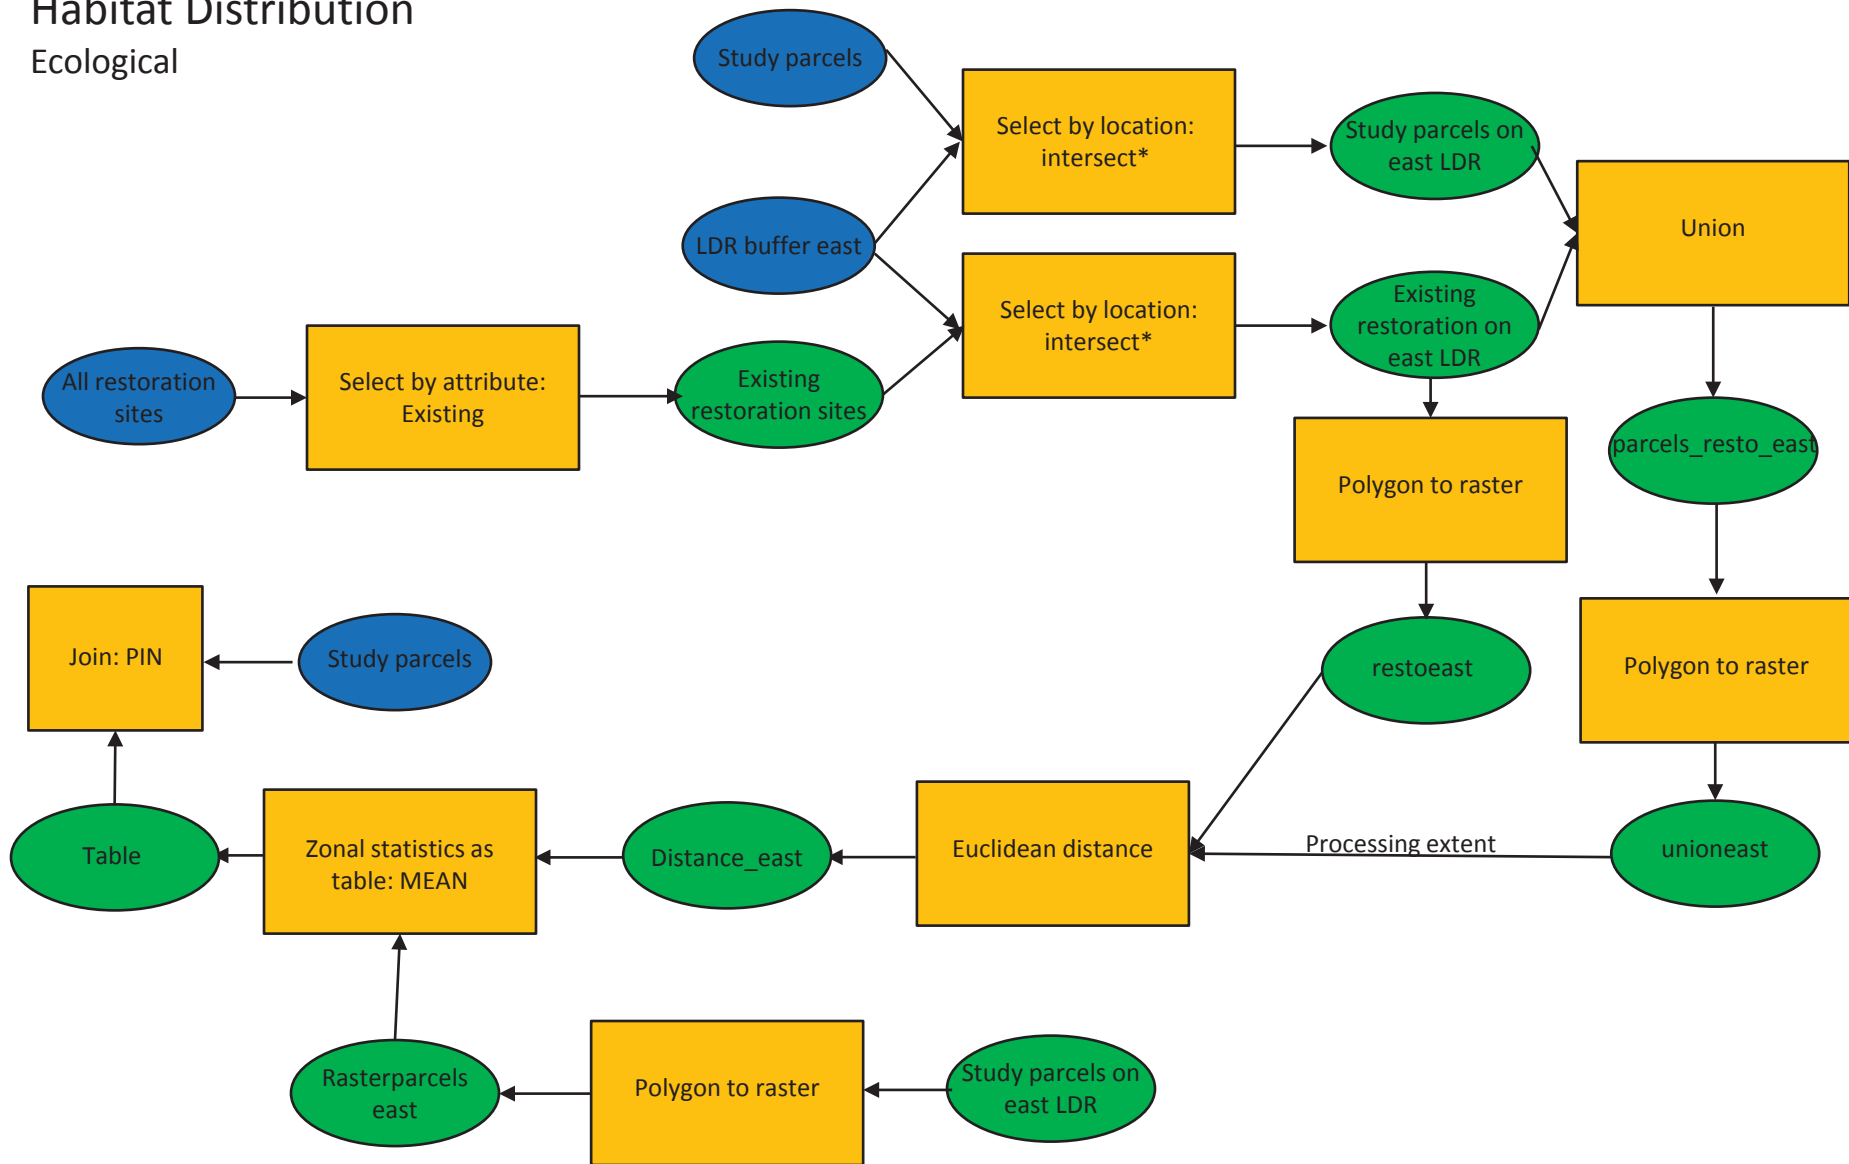 Habitat Distribution
Ecological
Study parcels
Select by location:
intersect*
Study parcels on
east LDR
Union
LDR buffer east
Select by location:
intersect*
Existing
restoration on
east LDR
All restoration
sites
Select by attribute:
Existing
Existing
restoration sites
parcels_resto_east
Polygon to raster
Join: PIN
Study parcels
restoeast
Polygon to raster
Table
Zonal statistics as
table: MEAN
Distance_east
Euclidean distance
Processing extent
unioneast
Rasterparcels
east
Polygon to raster
Study parcels on
east LDR